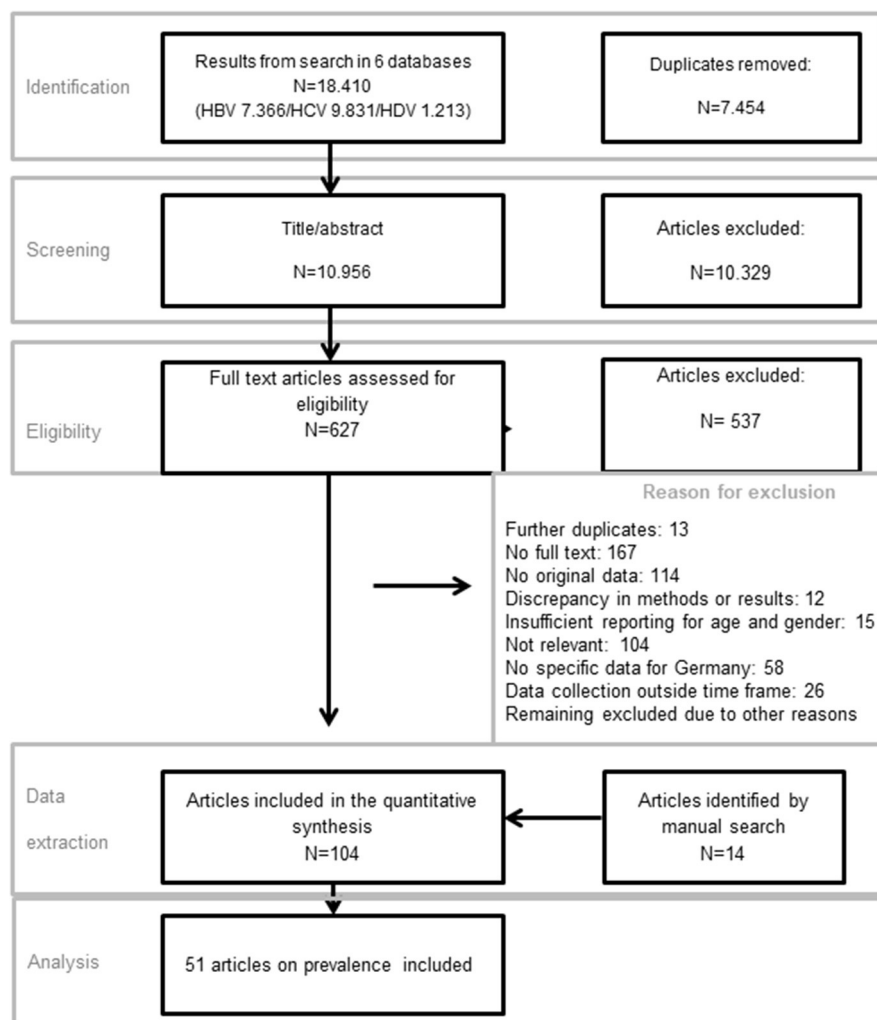 Identification
Results from search in 6 databases
N=18.410
(HBV 7.366/HCV 9.831/HDV 1.213)
Duplicates removed:
N=7.454
Screening
Title/abstract
N=10.956
Articles excluded:
N=10.329
Eligibility
Full text articles assessed for
eligibility
N=627
Articles excluded:
N= 537
Reason for exclusion
Further duplicates: 13
No full text: 167
No original data: 114
Discrepancy in methods or results: 12
Insufficient reporting for age and gender: 15
Not relevant: 104
No specific data for Germany: 58
Data collection outside time frame: 26
Remaining excluded due to other reasons
Data
extraction
Articles included in the quantitative
synthesis
N=104
Articles identified by
manual search
N=14
Analysis
51 articles on prevalence included